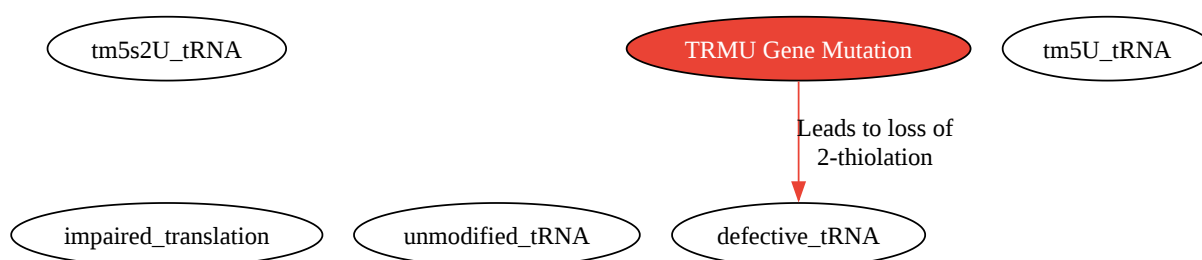 tm5s2U_tRNA
TRMU Gene Mutation
tm5U_tRNA
Leads to loss of
2-thiolation
impaired_translation
unmodified_tRNA
defective_tRNA